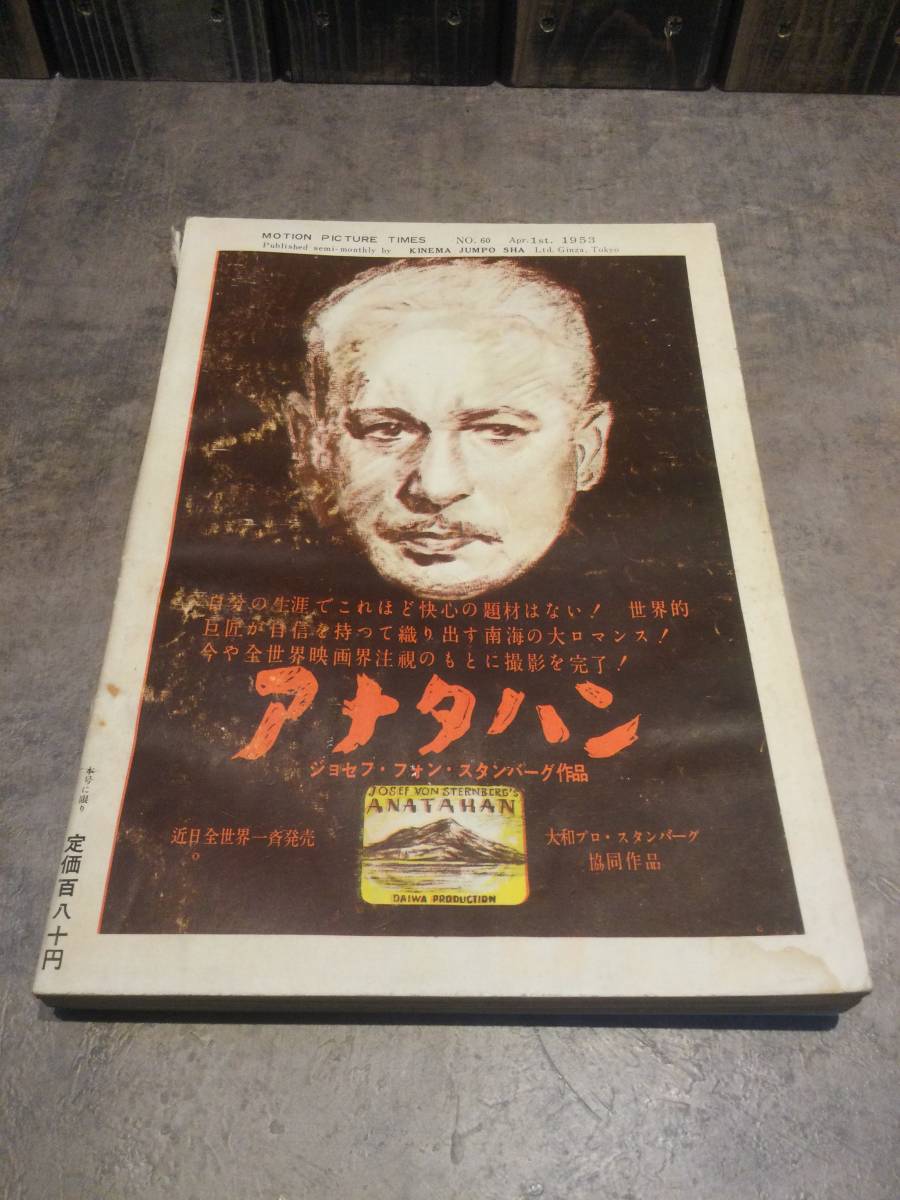 MOTION PICTURE TIMES NO. 60 Apr. 1st. 1953
Published semi-monthly by KINEMA JUMPO SHA Ltd. Ginza, Tokyo
自分の生涯でこれほど快心の題材はない! 世界的
巨匠が自信を持つて織り出す南海の大ロマンス!
今や全世界映画界注視のもとに撮影を完了!
アナタハン
ジョセフ・フォン・スタンバーグ作品
JOSEF VON STERNBERG'S
ANATAHAN
DAIWA PRODUCTION
近日全世界一斉発売。
大和プロ・スタンバーグ
協同作品
本号に限り
定価百八十円